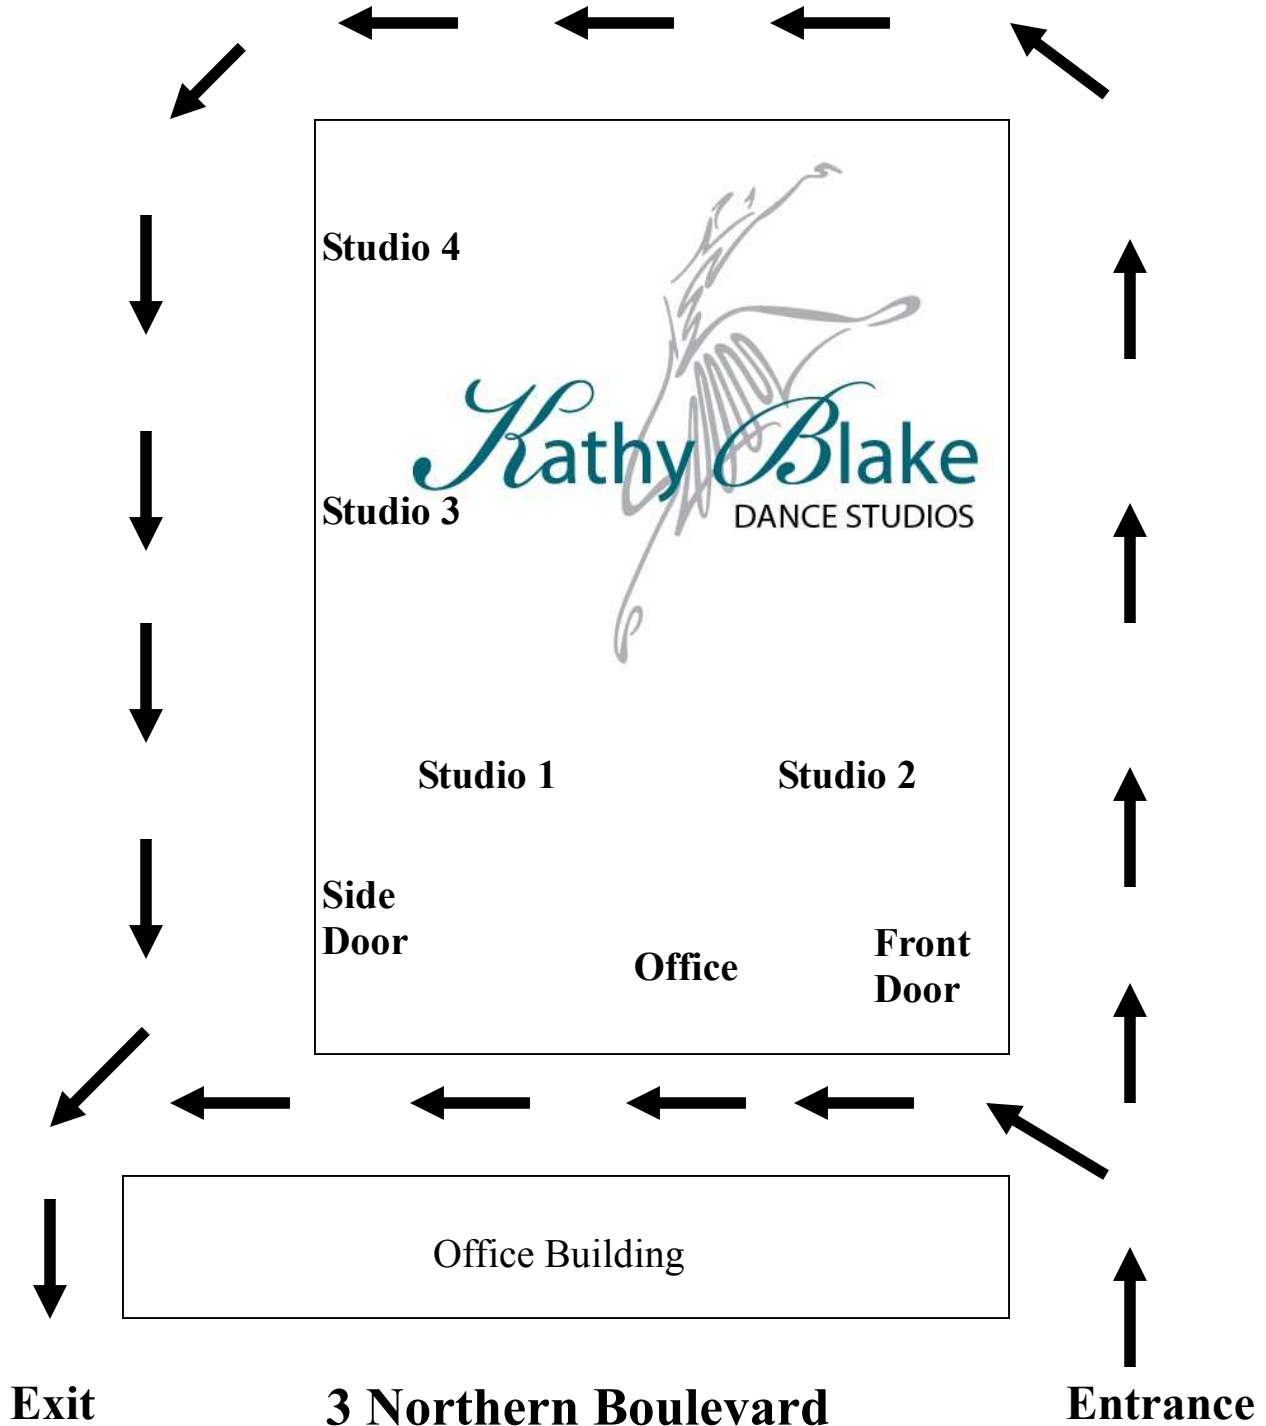 Studio 4
Kathy Blake
Studio 3
DANCE STUDIOS
Studio 1
Studio 2
Side
Door
Office
Front
Door
Office Building
Exit
3 Northern Boulevard
Entrance